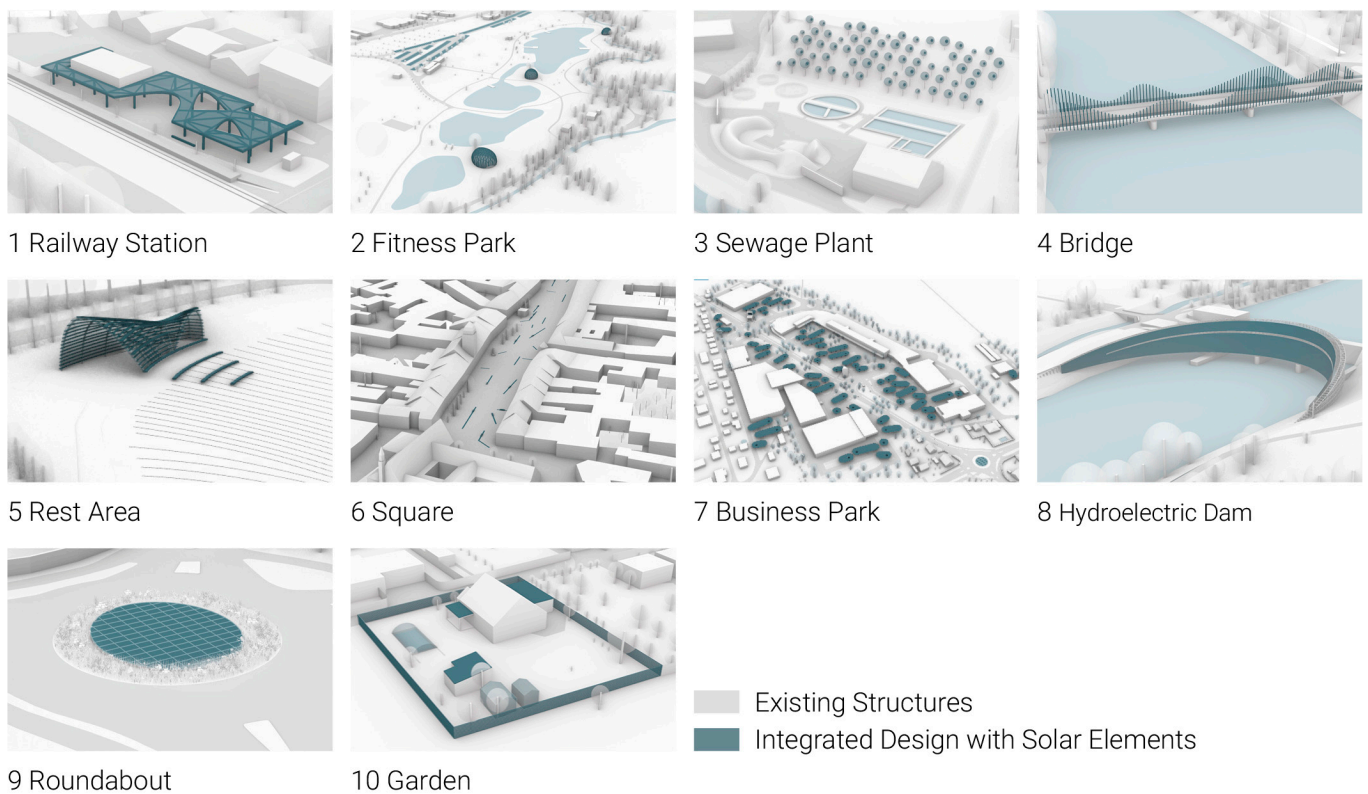 1 Railway Station
2 Fitness Park
3 Sewage Plant
4 Bridge
5 Rest Area
6 Square
7 Business Park
8 Hydroelectric Dam
9 Roundabout
10 Garden
Existing Structures
Integrated Design with Solar Elements